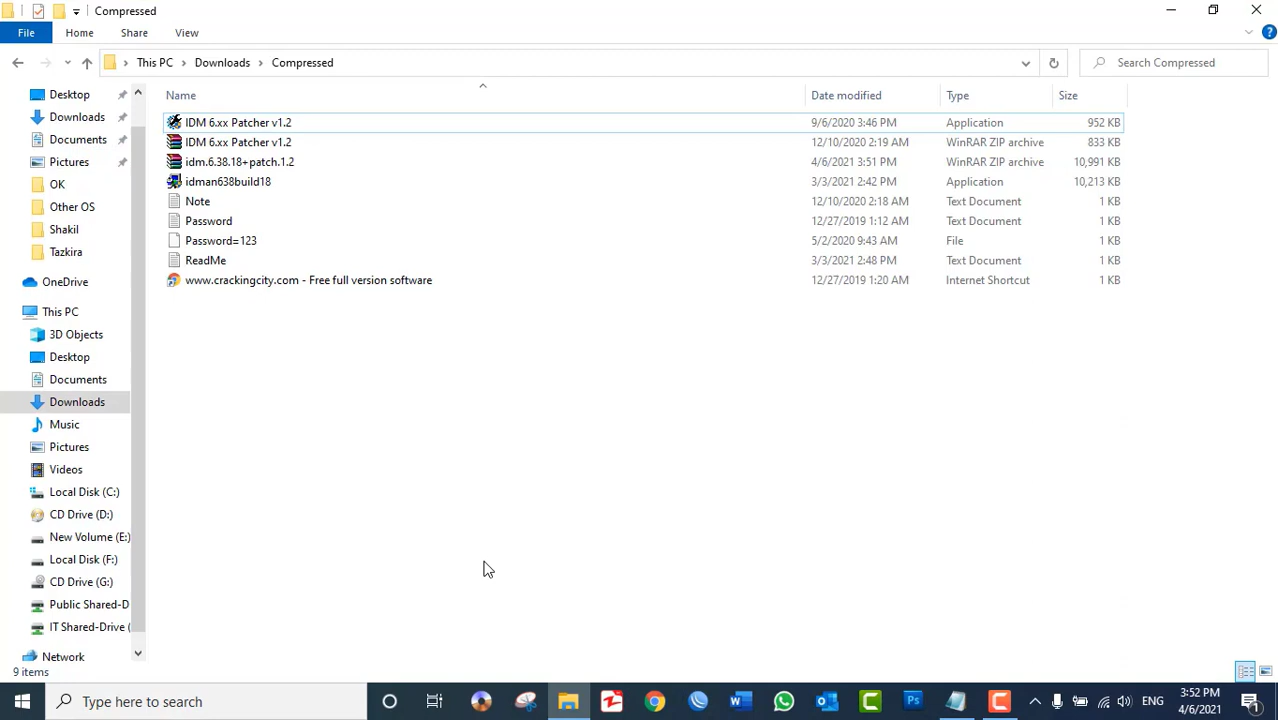 Compressed
File Home Share View
This PC Downloads Compressed
Search Compressed
Name Date modified Type Size
IDM 6.xx Patcher v1.2 9/6/2020 3:46 PM Application 952 KB
IDM 6.xx Patcher v1.2 12/10/2020 2:19 AM WinRAR ZIP archive 833 KB
idm.6.38.18+patch.1.2 4/6/2021 3:51 PM WinRAR ZIP archive 10,991 KB
idman638build18 3/3/2021 2:42 PM Application 10,213 KB
Note 12/10/2020 2:18 AM Text Document 1 KB
Password 12/27/2019 1:12 AM Text Document 1 KB
Password=123 5/2/2020 9:43 AM File 1 KB
ReadMe 3/3/2021 2:48 PM Text Document 1 KB
www.crackingcity.com - Free full version software 12/27/2019 1:20 AM Internet Shortcut 1 KB
Desktop
Downloads
Documents
Pictures
OK
Other OS
Shakil
Tazkira
OneDrive
This PC
3D Objects
Desktop
Documents
Downloads
Music
Pictures
Videos
Local Disk (C:)
CD Drive (D:)
New Volume (E:)
Local Disk (F:)
CD Drive (G:)
Public Shared-D
IT Shared-Drive (
Network
9 items
Type here to search
ENG
3:52 PM
4/6/2021